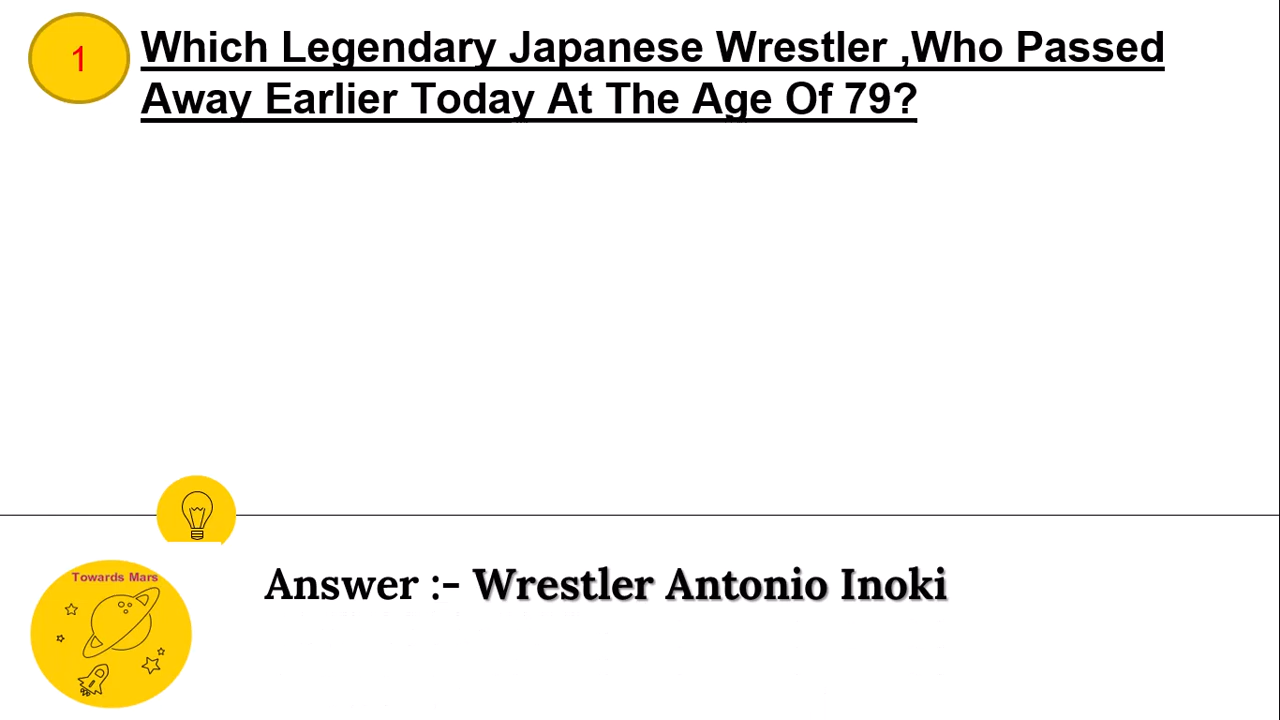 1
Which Legendary Japanese Wrestler ,Who Passed
Away Earlier Today At The Age Of 79?
Towards Mars
Answer :- Wrestler Antonio Inoki